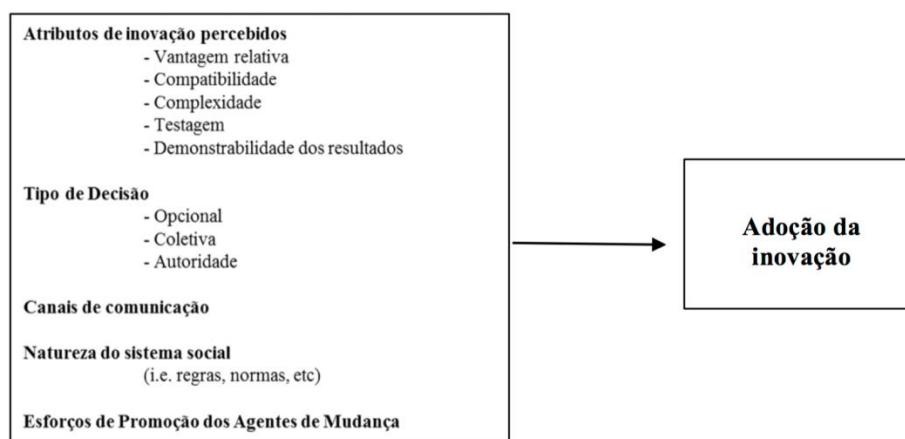 Atributos de inovação percebidos
- Vantagem relativa
- Compatibilidade
- Complexidade
- Testagem
- Demonstrabilidade dos resultados
Tipo de Decisão
- Opcional
- Coletiva
- Autoridade
Canais de comunicação
Natureza do sistema social
(i.e. regras, normas, etc)
Esforços de Promoção dos Agentes de Mudança
Adoção da
inovação